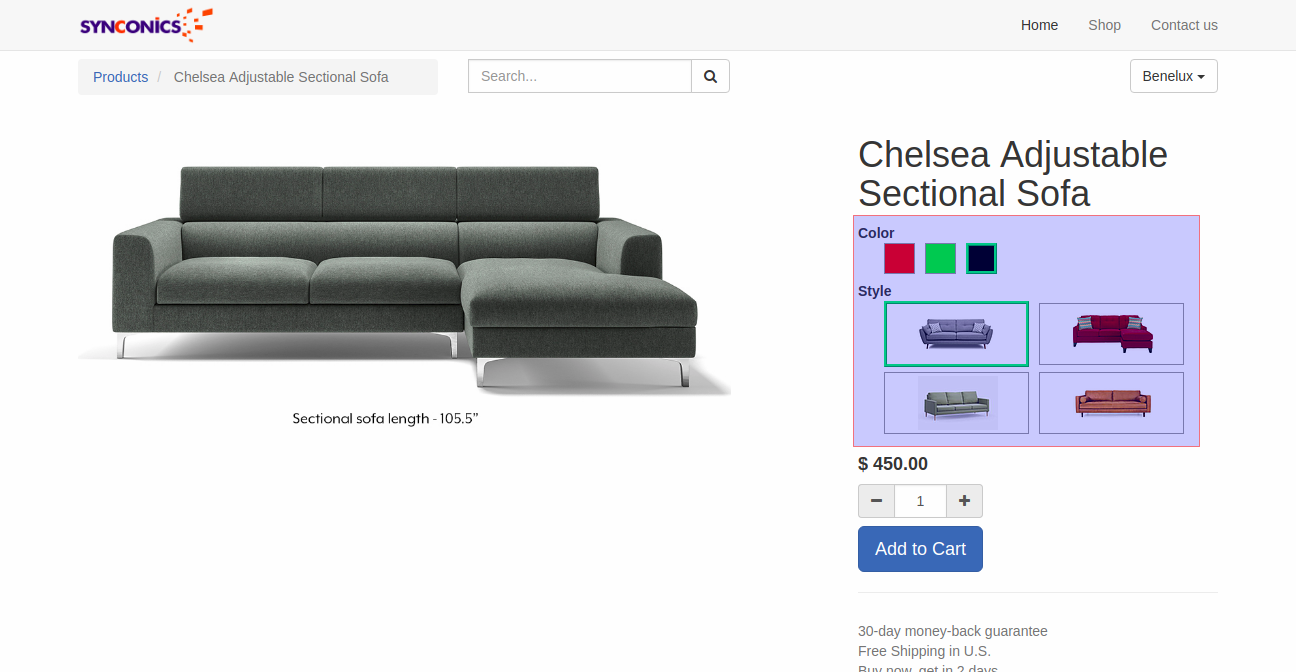 SYNCONICS
Home Shop Contact us
Products / Chelsea Adjustable Sectional Sofa
Search...
Benelux
Chelsea Adjustable
Sectional Sofa
Color
Style
Sectional sofa length - 105.5"
$ 450.00
1
Add to Cart
30-day money-back guarantee
Free Shipping in U.S.
Buy now, get in 2 days